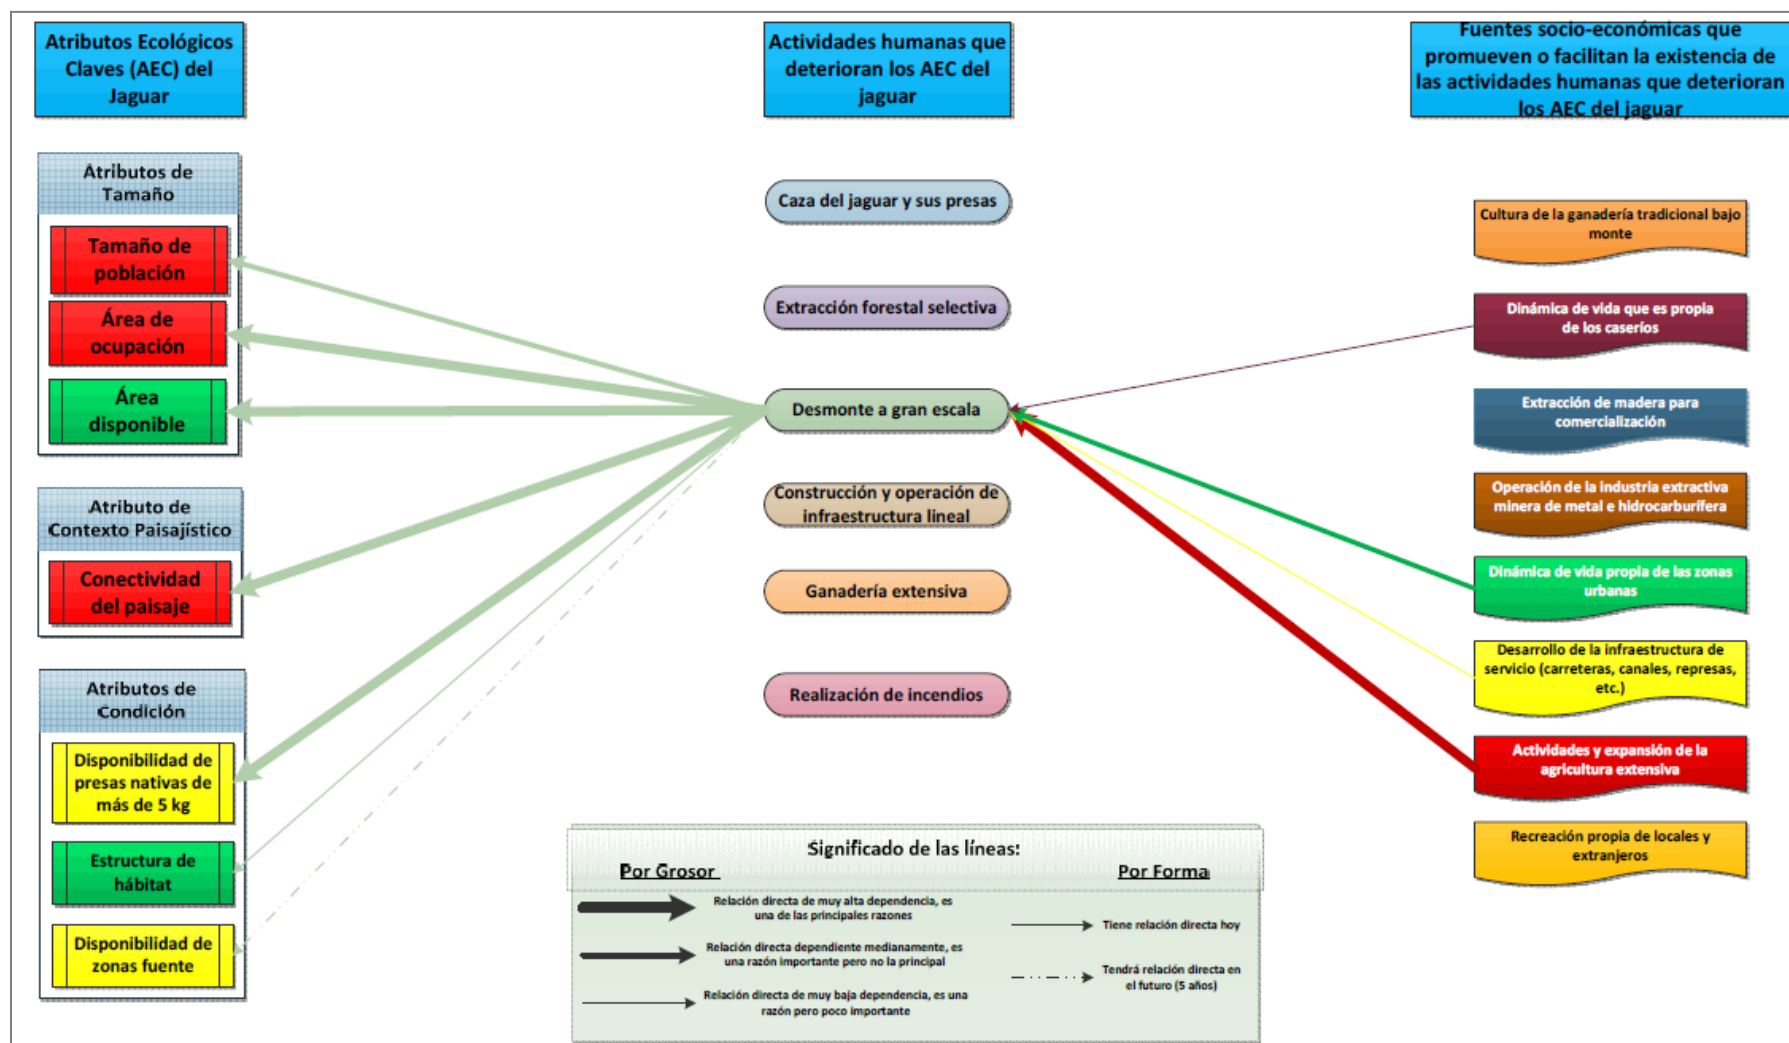 Atributos Ecológicos
Claves (AEC) del
Jaguar
Atributos de
Tamaño
Tamaño de
población
Área de
ocupación
Área
disponible
Atributo de
Contexto Paisajístico
Conectividad
del paisaje
Atributos de
Condición
Disponibilidad de
presas nativas de
más de 5 kg
Estructura de
hábitat
Disponibilidad de
zonas fuente
Actividades humanas que
deterioran los AEC del
jaguar
Caza del jaguar y sus presas
Extracción forestal selectiva
Desmonte a gran escala
Construcción y operación de
infraestructura lineal
Ganadería extensiva
Realización de incendios
Fuentes socio-económicas que
promueven o facilitan la existencia de
las actividades humanas que deterioran
los AEC del jaguar
Cultura de la ganadería tradicional bajo
monte
Dinámica de vida que es propia
de los caseríos
Extracción de madera para
comercialización
Operación de la industria extractiva
minera de metal e hidrocarburífera
Dinámica de vida propia de las zonas
urbanas
Desarrollo de la infraestructura de
servicio (carreteras, canales, represas,
etc.)
Actividades y expansión de la
agricultura extensiva
Recreación propia de locales y
extranjeros
Significado de las líneas:
Por Grosor
Relación directa de muy alta dependencia, es
una de las principales razones
Relación directa dependiente medianamente, es
una razón importante pero no la principal
Relación directa de muy baja dependencia, es una
razón pero poco importante
Por Forma
Tiene relación directa hoy
Tendrá relación directa en
el futuro (5 años)